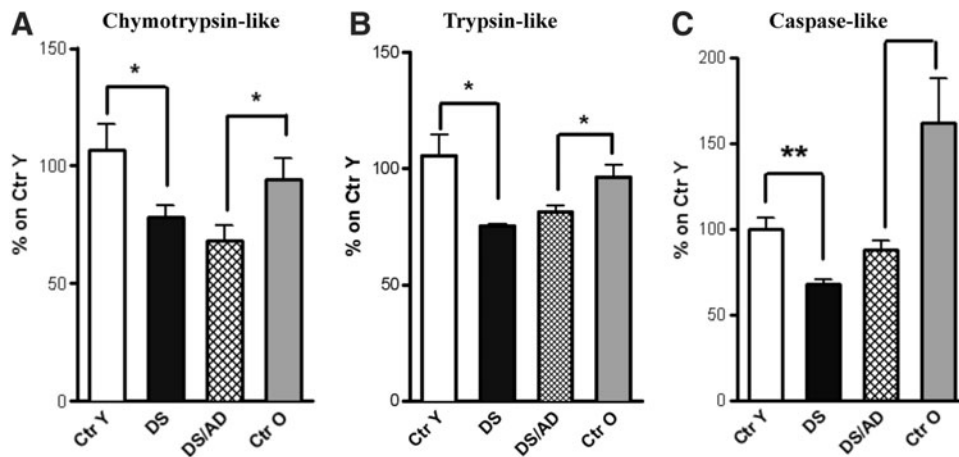 A Chymotrypsin-like
% on Ctr Y
150
100
50
0
*
*
Ctr Y DS DS/AD Ctr O
B Trypsin-like
% on Ctr Y
150
100
50
0
*
*
Ctr Y DS DS/AD Ctr O
C Caspase-like
% on Ctr Y
200
150
100
50
0
**
Ctr Y DS DS/AD Ctr O